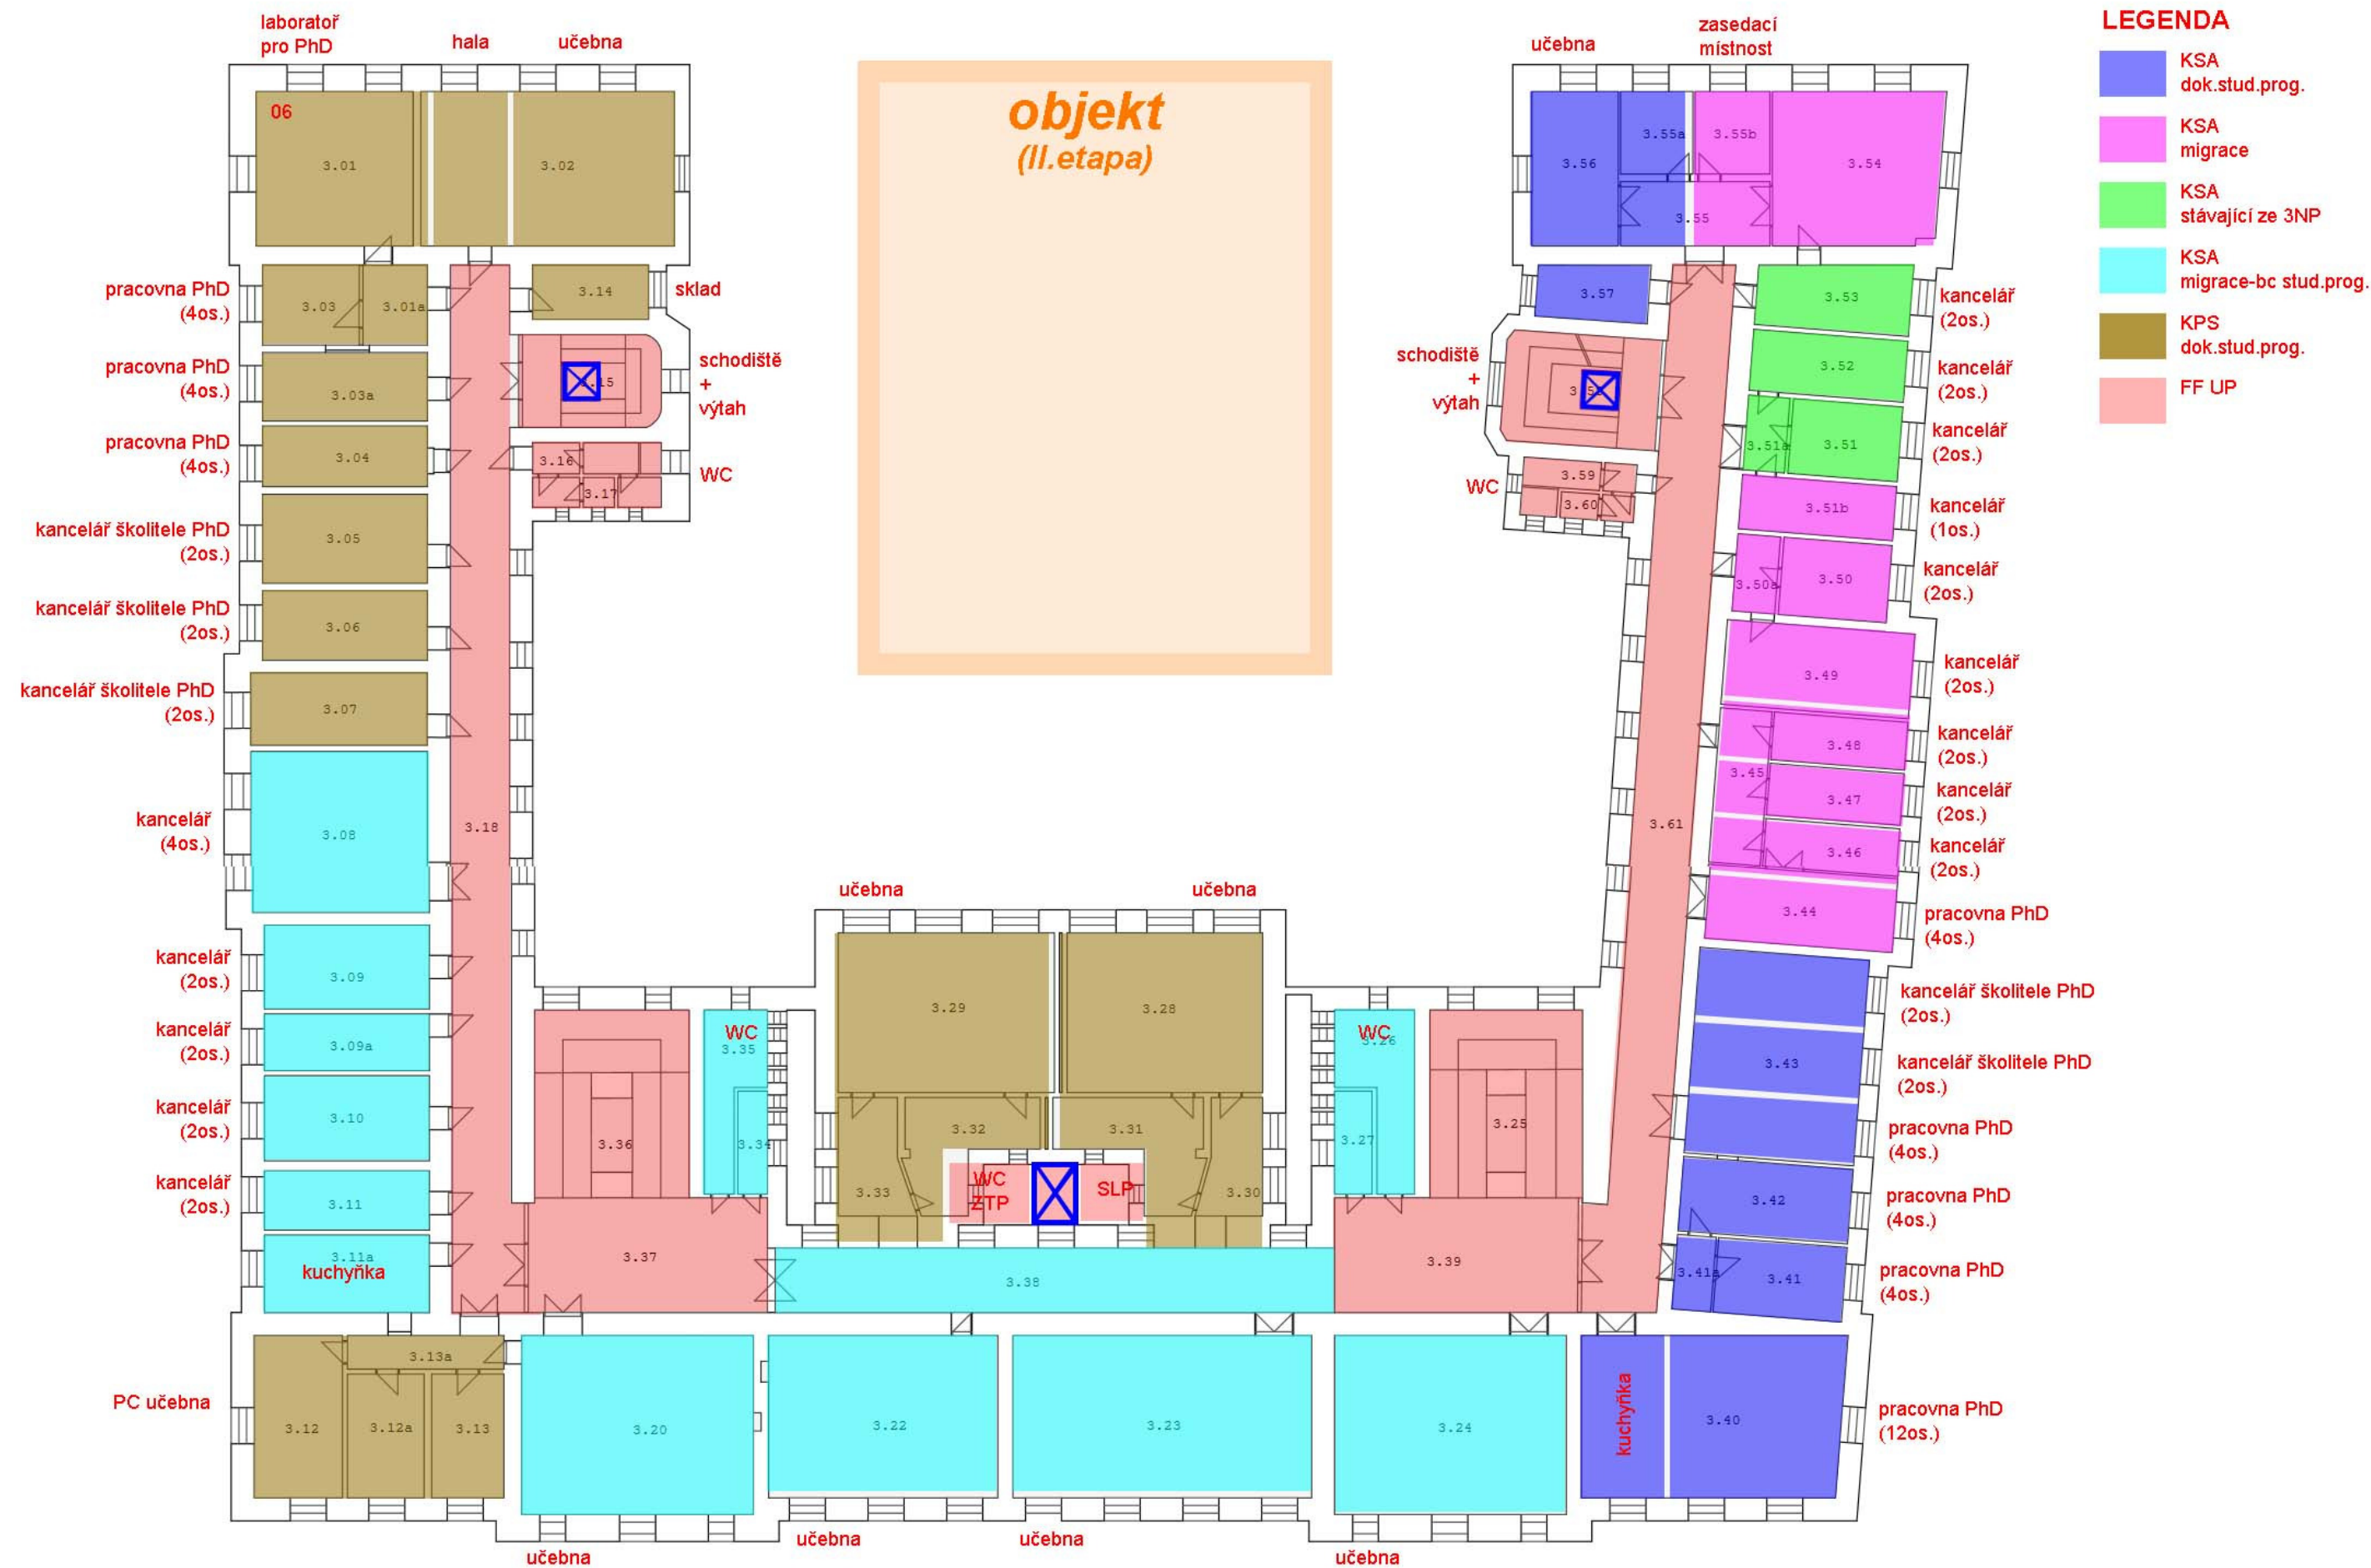 laboratoř
pro PhD
hala
učebna
učebna
zasedací
místnost
LEGENDA
KSA
dok.stud.prog.
KSA
migrace
KSA
stávající ze 3NP
KSA
migrace-bc stud.prog.
KPS
dok.stud.prog.
FF UP
objekt
(II.etapa)
06
3.01
3.02
3.56
3.55a
3.55b
3.54
3.55
pracovna PhD
(4os.)
3.03
3.01a
3.14
sklad
3.57
3.53
kancelář
(2os.)
pracovna PhD
(4os.)
3.03a
schodiště
+
výtah
schodiště
+
výtah
3.52
kancelář
(2os.)
pracovna PhD
(4os.)
3.04
3.16
3.17
WC
WC
3.59
3.60
3.51a
3.51
kancelář
(2os.)
kancelář školitele PhD
(2os.)
3.05
3.51b
kancelář
(1os.)
3.50a
3.50
kancelář
(2os.)
kancelář školitele PhD
(2os.)
3.06
3.49
kancelář
(2os.)
kancelář školitele PhD
(2os.)
3.07
3.48
kancelář
(2os.)
3.45
3.47
kancelář
(2os.)
kancelář
(4os.)
3.08
3.18
3.61
3.46
kancelář
(2os.)
učebna
učebna
3.44
pracovna PhD
(4os.)
kancelář
(2os.)
3.09
3.29
3.28
kancelář školitele PhD
(2os.)
kancelář
(2os.)
3.09a
WC
3.35
WC
3.26
3.43
kancelář školitele PhD
(2os.)
kancelář
(2os.)
3.10
3.36
3.34
3.32
3.31
3.27
3.25
pracovna PhD
(4os.)
kancelář
(2os.)
3.11
3.33
WC
ZTP
SLP
3.30
3.42
pracovna PhD
(4os.)
3.11a
kuchyňka
3.37
3.38
3.39
3.41a
3.41
pracovna PhD
(4os.)
PC učebna
3.13a
3.12
3.12a
3.13
3.20
3.22
3.23
3.24
kuchyňka
3.40
pracovna PhD
(12os.)
učebna
učebna
učebna
učebna